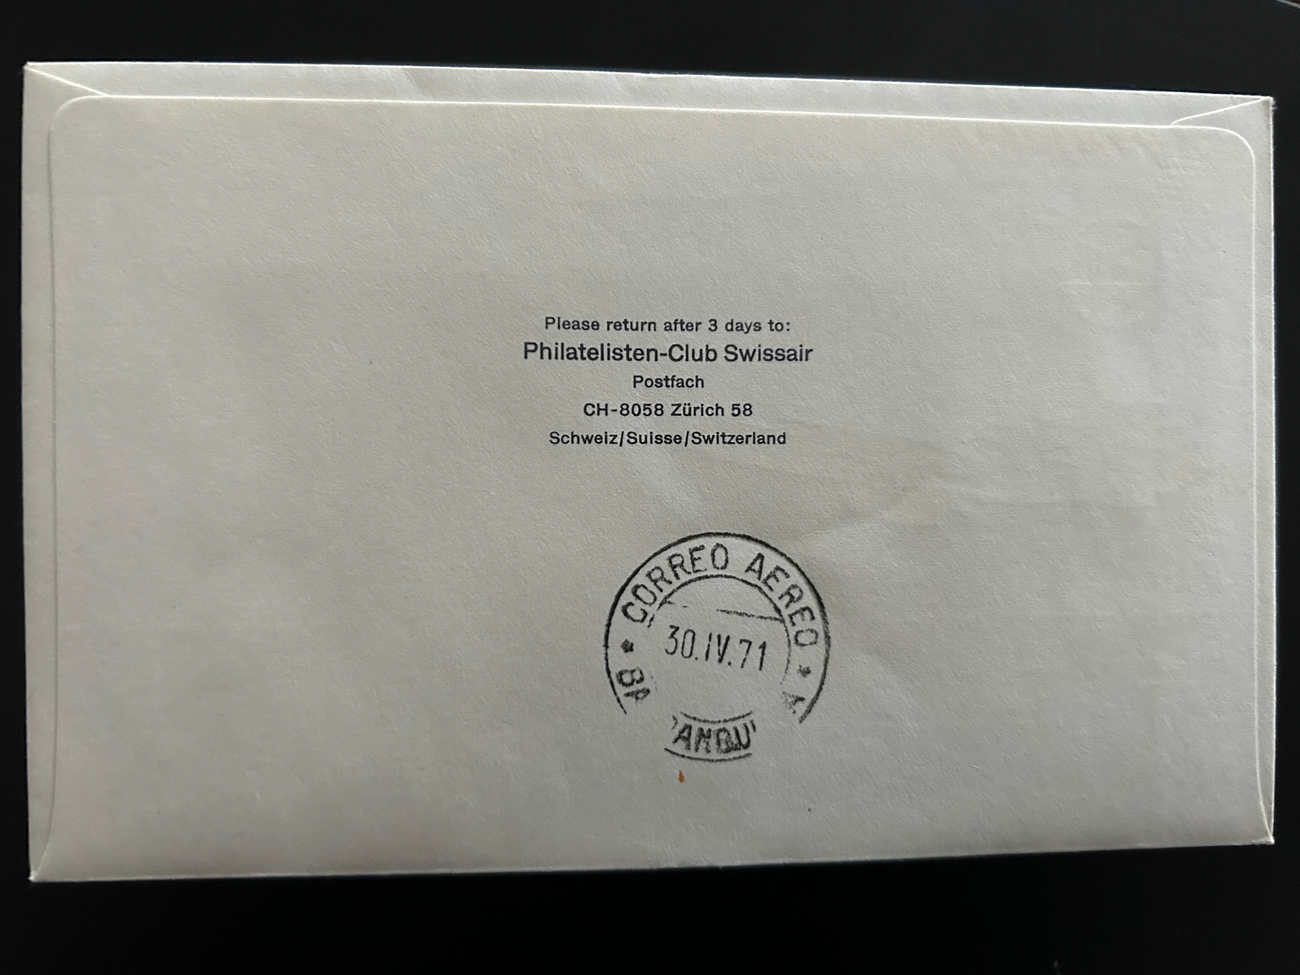 Please return after 3 days to:
Philatelisten-Club Swissair
Postfach
CH-8058 Zürich 58
Schweiz/Suisse/Switzerland
CORREO AEREO
30.IV.71